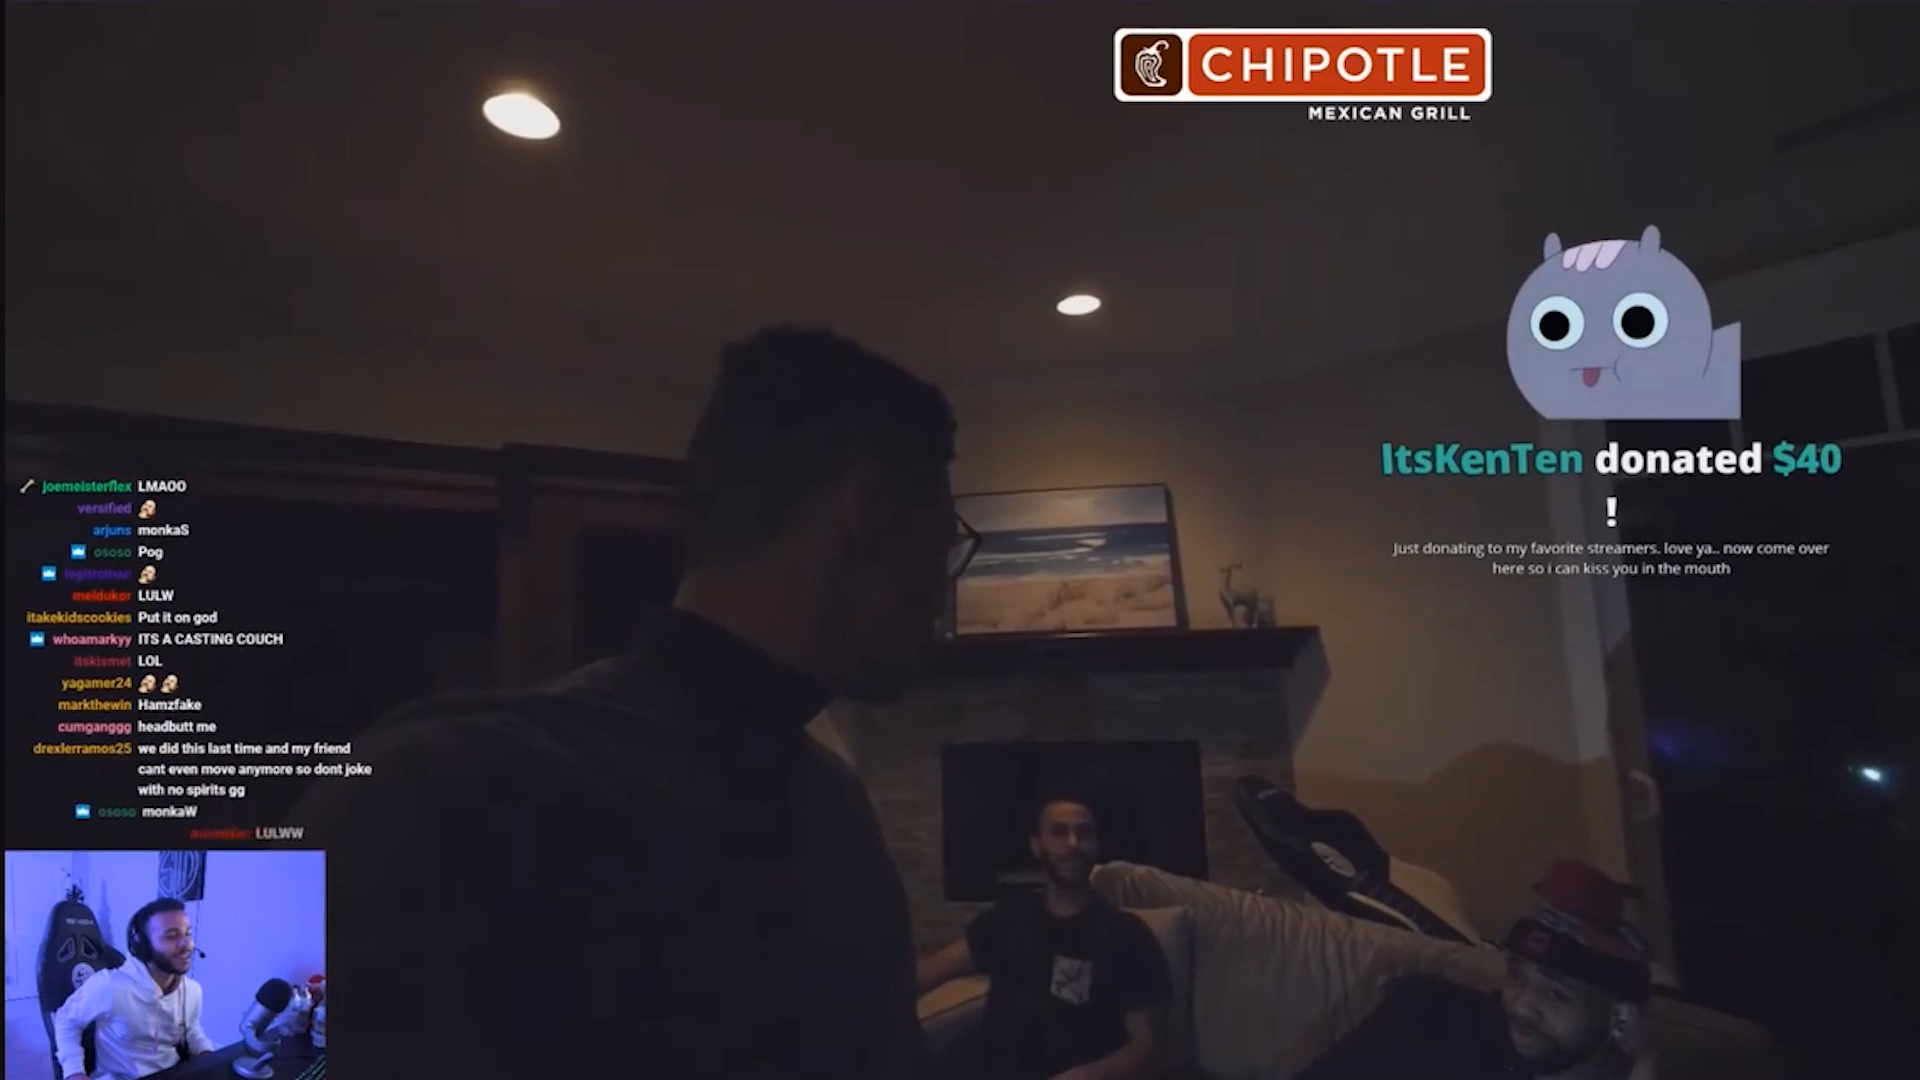 CHIPOTLE
MEXICAN GRILL
ItsKenTen donated $40
!
Just donating to my favorite streamers. love ya.. now come over
here so i can kiss you in the mouth
joemeisterflex LMAOO
versified
arjuns monkaS
ososo Pog
legitroman
meldukor LULW
itakekidscookies Put it on god
whoamarkyy ITS A CASTING COUCH
itskismet LOL
yagamer24
markthewin Hamzfake
cumganggg headbutt me
drexlerramos25 we did this last time and my friend
cant even move anymore so dont joke
with no spirits gg
ososo monkaW
LULWW